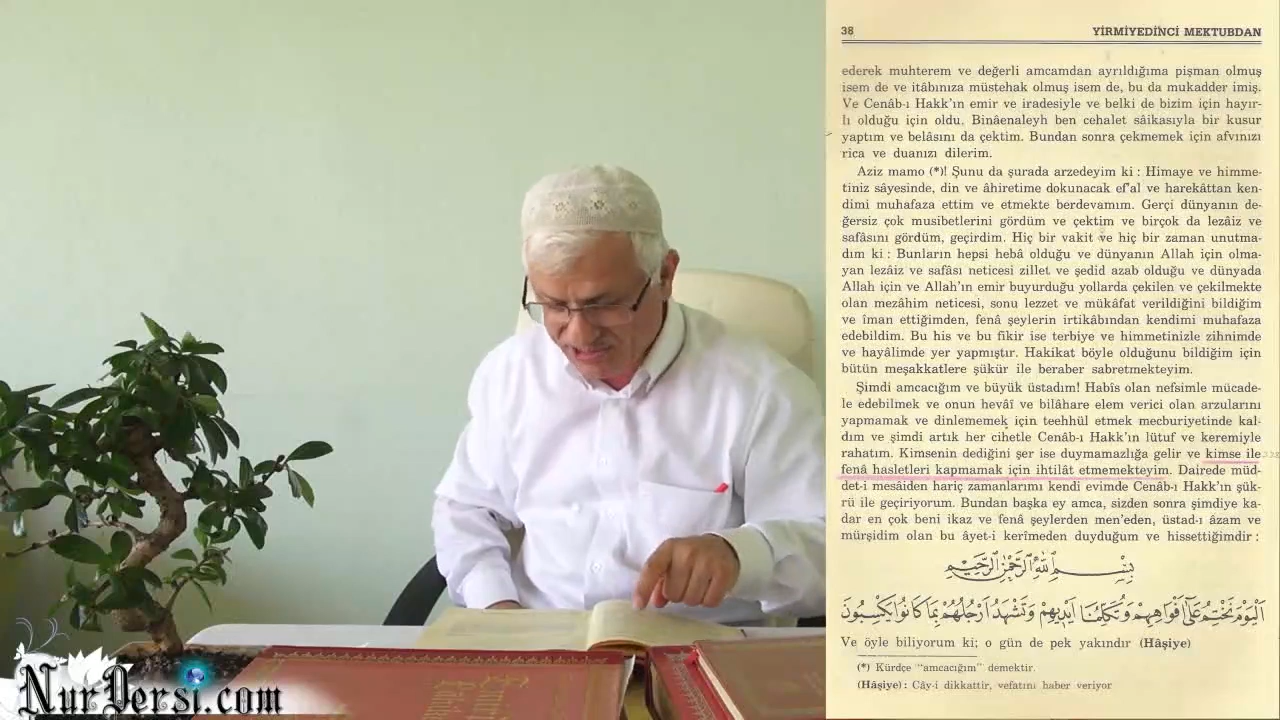 38
YİRMİYEDİNCİ MEKTUBDAN
ederek muhterem ve değerli amcamdan ayrıldığıma pişman olmuş
isem de ve itâbınıza müstehak olmuş isem de, bu da mukadder imiş.
Ve Cenâb-ı Hakk'ın emir ve iradesiyle ve belki de bizim için hayır-
lı olduğu için oldu. Binâenaleyh ben cehalet sâikasıyla bir kusur
yaptım ve belâsını da çektim. Bundan sonra çekmemek için afvınızı
rica ve duanızı dilerim.
Aziz mamo (*)! Şunu da şurada arzedeyim ki: Himaye ve himme-
tiniz sâyesinde, din ve âhiretime dokunacak ef'al ve harekâttan ken-
dimi muhafaza ettim ve etmekte berdevamım. Gerçi dünyanın de-
ğersiz çok musibetlerini gördüm ve çektim ve birçok da lezâiz ve
safâsını gördüm, geçirdim. Hiç bir vakit ve hiç bir zaman unutma-
dım ki: Bunların hepsi hebâ olduğu ve dünyanın Allah için olma-
yan lezâiz ve safâsı neticesi zillet ve şedid azab olduğu ve dünyada
Allah için ve Allah'ın emir buyurduğu yollarda çekilen ve çekilmekte
olan mezâhim neticesi, sonu lezzet ve mükâfat verildiğini bildiğim
ve îman ettiğimden, fenâ şeylerin irtikâbından kendimi muhafaza
edebildim. Bu his ve bu fikir ise terbiye ve himmetinizle zihnimde
ve hayâlimde yer yapmıştır. Hakikat böyle olduğunu bildiğim için
bütün meşakkatlere şükür ile beraber sabretmekteyim.
Şimdi amcacığım ve büyük üstadım! Habîs olan nefsimle mücade-
le edebilmek ve onun hevâî ve bilâhare elem verici olan arzularını
yapmamak ve dinlememek için teehhül etmek mecburiyetinde kal-
dım ve şimdi artık her cihetle Cenâb-ı Hakk'ın lütuf ve keremiyle
rahatım. Kimsenin dediğini şer ise duymamazlığa gelir ve kimse ile
fenâ hasletleri kapmamak için ihtilât etmemekteyim. Dairede müd-
det-i mesâiden hariç zamanlarımı kendi evimde Cenâb-ı Hakk'ın şük-
rü ile geçiriyorum. Bundan başka ey amca, sizden sonra şimdiye ka-
dar en çok beni ikaz ve fenâ şeylerden men'eden, üstad-ı âzam ve
mürşidim olan bu âyet-i kerîmeden duyduğum ve hissettiğimdir:
بِسْمِ اللّٰهِ الرَّحْمٰنِ الرَّحِيمِ
اَلْيَوْمَ نَخْتِمُ عَلٰٓى اَفْوَاهِهِمْ وَتُكَلِّمُنَٓا اَيْدِيهِمْ وَتَشْهَدُ اَرْجُلُهُمْ بِمَا كَانُوا يَكْسِبُونَ
Ve öyle biliyorum ki; o gün de pek yakındır (Hâşiye)
(*) Kürdçe "amcacığım" demektir.
(Hâşiye): Cây-i dikkattir, vefatını haber veriyor
NurDersi.com